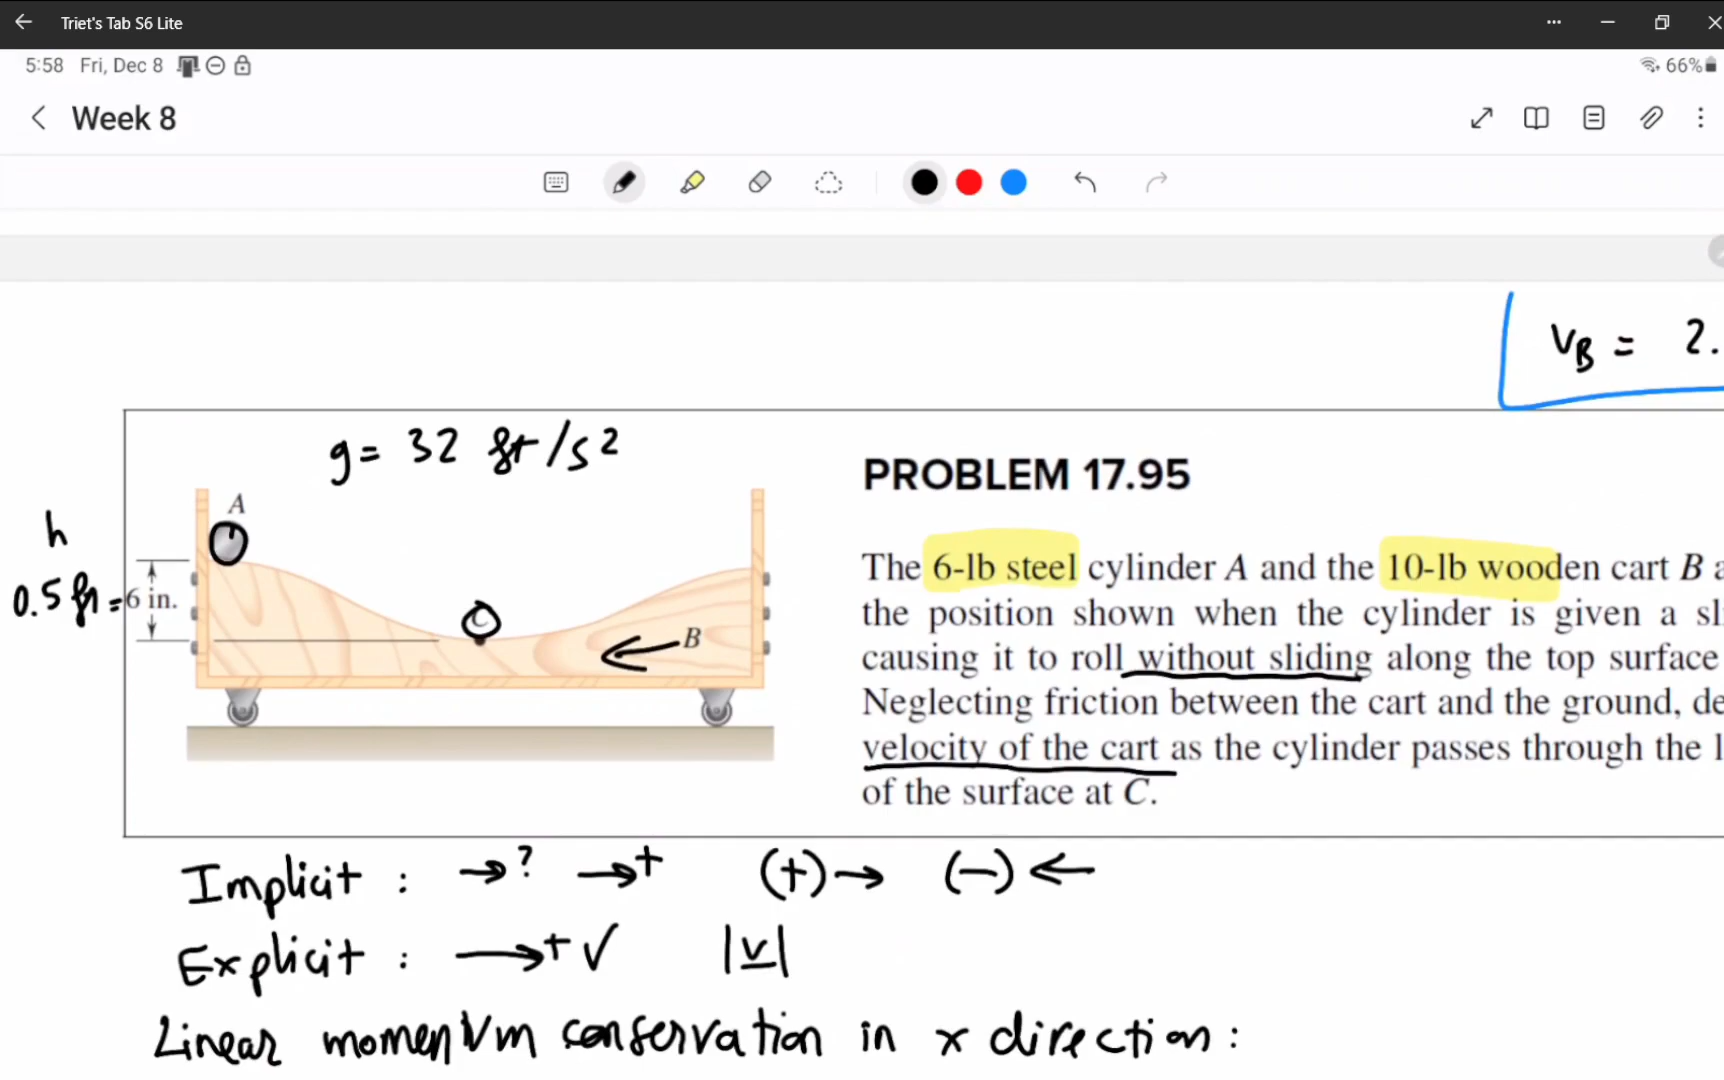 Triet's Tab S6 Lite
5:58 Fri, Dec 8
66%
Week 8
V_B = 2.
g = 32 ft/s²
PROBLEM 17.95
A
h
0.5 ft = 6 in.
C
B
The 6-lb steel cylinder A and the 10-lb wooden cart B a
the position shown when the cylinder is given a sl
causing it to roll without sliding along the top surface
Neglecting friction between the cart and the ground, de
velocity of the cart as the cylinder passes through the l
of the surface at C.
Implicit : →? →+ (+)→ (−)←
Explicit : →+ ✓ |v|
Linear momentum conservation in x direction :